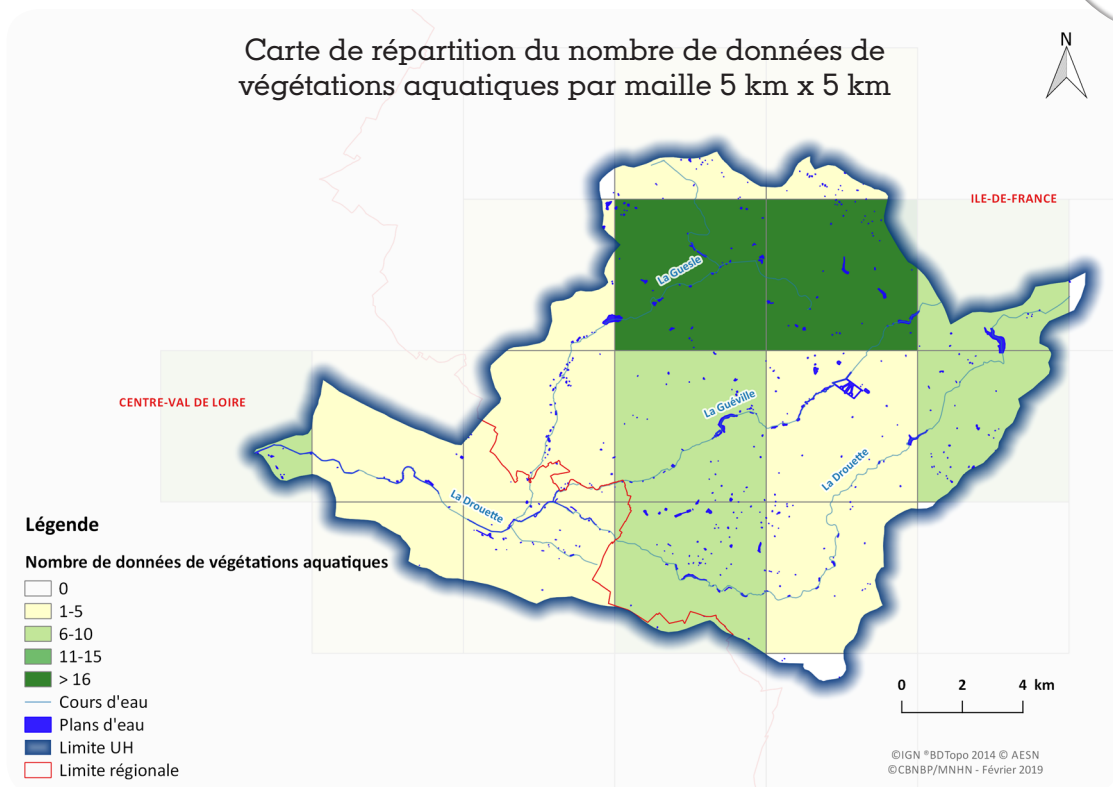 Carte de répartition du nombre de données de
végétations aquatiques par maille 5 km x 5 km
N
ILE-DE-FRANCE
La Guesle
CENTRE-VAL DE LOIRE
La Guéville
La Drouette
La Drouette
Légende
Nombre de données de végétations aquatiques
0
1-5
6-10
11-15
> 16
Cours d'eau
Plans d'eau
Limite UH
Limite régionale
0 2 4 km
©IGN ®BDTopo 2014 © AESN
©CBNBP/MNHN - Février 2019